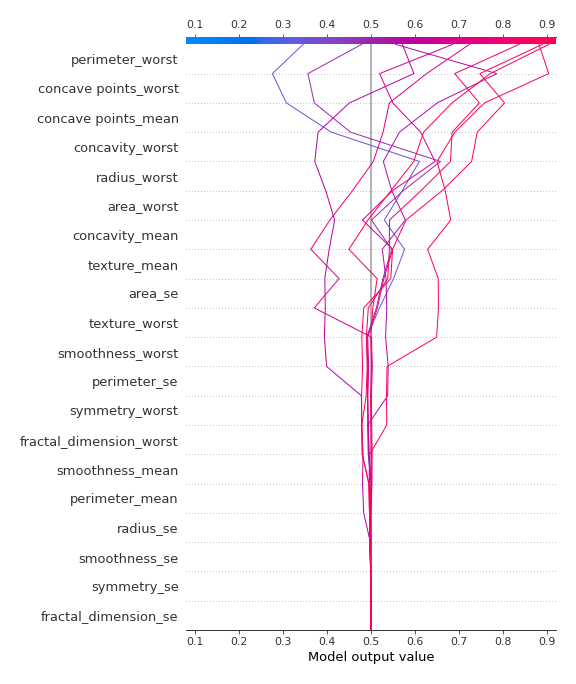 0.1 0.2 0.3 0.4 0.5 0.6 0.7 0.8 0.9
perimeter_worst
concave points_worst
concave points_mean
concavity_worst
radius_worst
area_worst
concavity_mean
texture_mean
area_se
texture_worst
smoothness_worst
perimeter_se
symmetry_worst
fractal_dimension_worst
smoothness_mean
perimeter_mean
radius_se
smoothness_se
symmetry_se
fractal_dimension_se
0.1 0.2 0.3 0.4 0.5 0.6 0.7 0.8 0.9
Model output value